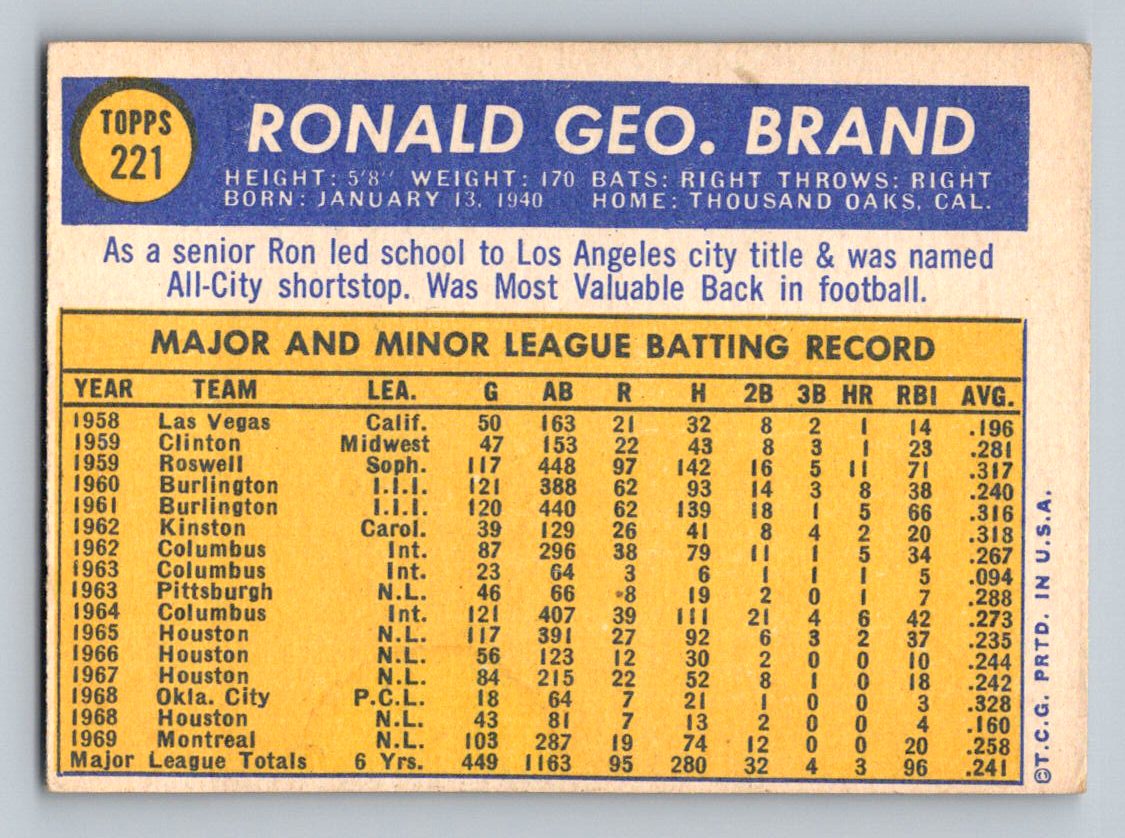 TOPPS
221
RONALD GEO. BRAND
HEIGHT: 5'8" WEIGHT: 170 BATS: RIGHT THROWS: RIGHT
BORN: JANUARY 13, 1940 HOME: THOUSAND OAKS, CAL.
As a senior Ron led school to Los Angeles city title & was named
All-City shortstop. Was Most Valuable Back in football.
MAJOR AND MINOR LEAGUE BATTING RECORD
YEAR TEAM LEA. G AB R H 2B 3B HR RBI AVG.
1958 Las Vegas Calif. 50 163 21 32 8 2 1 14 .196
1959 Clinton Midwest 47 153 22 43 8 3 1 23 .281
1959 Roswell Soph. 117 448 97 142 16 5 11 71 .317
1960 Burlington I.I.I. 121 388 62 93 14 3 8 38 .240
1961 Burlington I.I.I. 120 440 62 139 18 1 5 66 .316
1962 Kinston Carol. 39 129 26 41 8 4 2 20 .318
1962 Columbus Int. 87 296 38 79 11 1 5 34 .267
1963 Columbus Int. 23 64 3 6 1 1 1 5 .094
1963 Pittsburgh N.L. 46 66 8 19 2 0 1 7 .288
1964 Columbus Int. 121 407 39 111 21 4 6 42 .273
1965 Houston N.L. 117 391 27 92 6 3 2 37 .235
1966 Houston N.L. 56 123 12 30 2 0 0 10 .244
1967 Houston N.L. 84 215 22 52 8 1 0 18 .242
1968 Okla. City P.C.L. 18 64 7 21 1 0 0 3 .328
1968 Houston N.L. 43 81 7 13 2 0 0 4 .160
1969 Montreal N.L. 103 287 19 74 12 0 0 20 .258
Major League Totals 6 Yrs. 449 1163 95 280 32 4 3 96 .241
©T.C.G. PRTD. IN U.S.A.